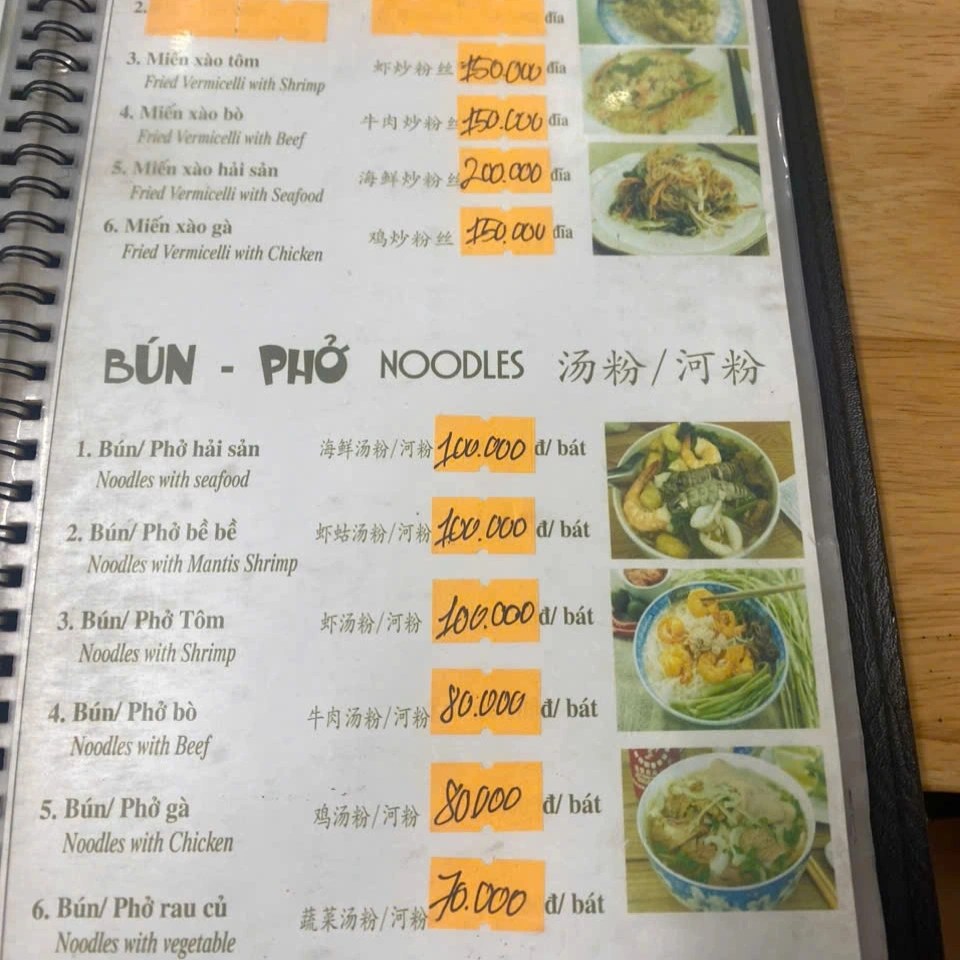 2. đĩa
3. Miến xào tôm 虾炒粉丝 150.000 đĩa
Fried Vermicelli with Shrimp
4. Miến xào bò 牛肉炒粉丝 150.000 đĩa
Fried Vermicelli with Beef
5. Miến xào hải sản 海鲜炒粉丝 200.000 đĩa
Fried Vermicelli with Seafood
6. Miến xào gà 鸡炒粉丝 150.000 đĩa
Fried Vermicelli with Chicken
BÚN - PHỞ NOODLES 汤粉/河粉
1. Bún/ Phở hải sản 海鲜汤粉/河粉 100.000 đ/ bát
Noodles with seafood
2. Bún/ Phở bề bề 虾蛄汤粉/河粉 100.000 đ/ bát
Noodles with Mantis Shrimp
3. Bún/ Phở Tôm 虾汤粉/河粉 100.000 đ/ bát
Noodles with Shrimp
4. Bún/ Phở bò 牛肉汤粉/河粉 80.000 đ/ bát
Noodles with Beef
5. Bún/ Phở gà 鸡汤粉/河粉 80000 đ/ bát
Noodles with Chicken
6. Bún/ Phở rau củ 蔬菜汤粉/河粉 70.000 đ/ bát
Noodles with vegetable